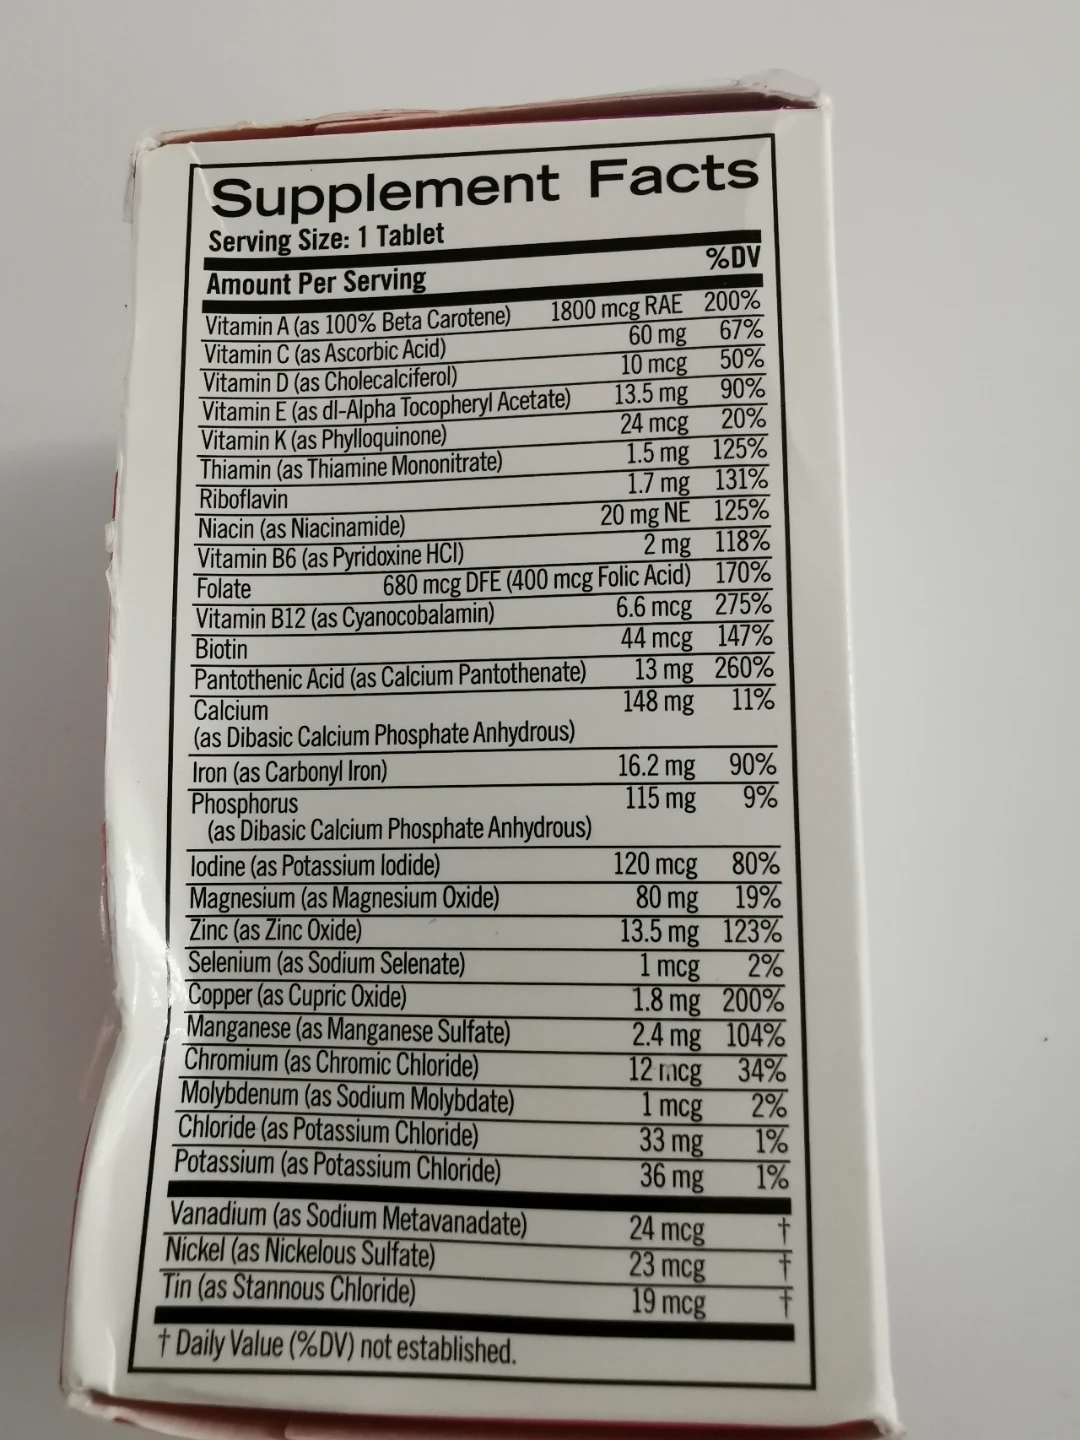 Supplement Facts
Serving Size: 1 Tablet
Amount Per Serving %DV
Vitamin A (as 100% Beta Carotene) 1800 mcg RAE 200%
Vitamin C (as Ascorbic Acid) 60 mg 67%
Vitamin D (as Cholecalciferol) 10 mcg 50%
Vitamin E (as dl-Alpha Tocopheryl Acetate) 13.5 mg 90%
Vitamin K (as Phylloquinone) 24 mcg 20%
Thiamin (as Thiamine Mononitrate) 1.5 mg 125%
Riboflavin 1.7 mg 131%
Niacin (as Niacinamide) 20 mg NE 125%
Vitamin B6 (as Pyridoxine HCl) 2 mg 118%
Folate 680 mcg DFE (400 mcg Folic Acid) 170%
Vitamin B12 (as Cyanocobalamin) 6.6 mcg 275%
Biotin 44 mcg 147%
Pantothenic Acid (as Calcium Pantothenate) 13 mg 260%
Calcium 148 mg 11%
(as Dibasic Calcium Phosphate Anhydrous)
Iron (as Carbonyl Iron) 16.2 mg 90%
Phosphorus 115 mg 9%
(as Dibasic Calcium Phosphate Anhydrous)
Iodine (as Potassium Iodide) 120 mcg 80%
Magnesium (as Magnesium Oxide) 80 mg 19%
Zinc (as Zinc Oxide) 13.5 mg 123%
Selenium (as Sodium Selenate) 1 mcg 2%
Copper (as Cupric Oxide) 1.8 mg 200%
Manganese (as Manganese Sulfate) 2.4 mg 104%
Chromium (as Chromic Chloride) 12 mcg 34%
Molybdenum (as Sodium Molybdate) 1 mcg 2%
Chloride (as Potassium Chloride) 33 mg 1%
Potassium (as Potassium Chloride) 36 mg 1%
Vanadium (as Sodium Metavanadate) 24 mcg †
Nickel (as Nickelous Sulfate) 23 mcg †
Tin (as Stannous Chloride) 19 mcg †
† Daily Value (%DV) not established.